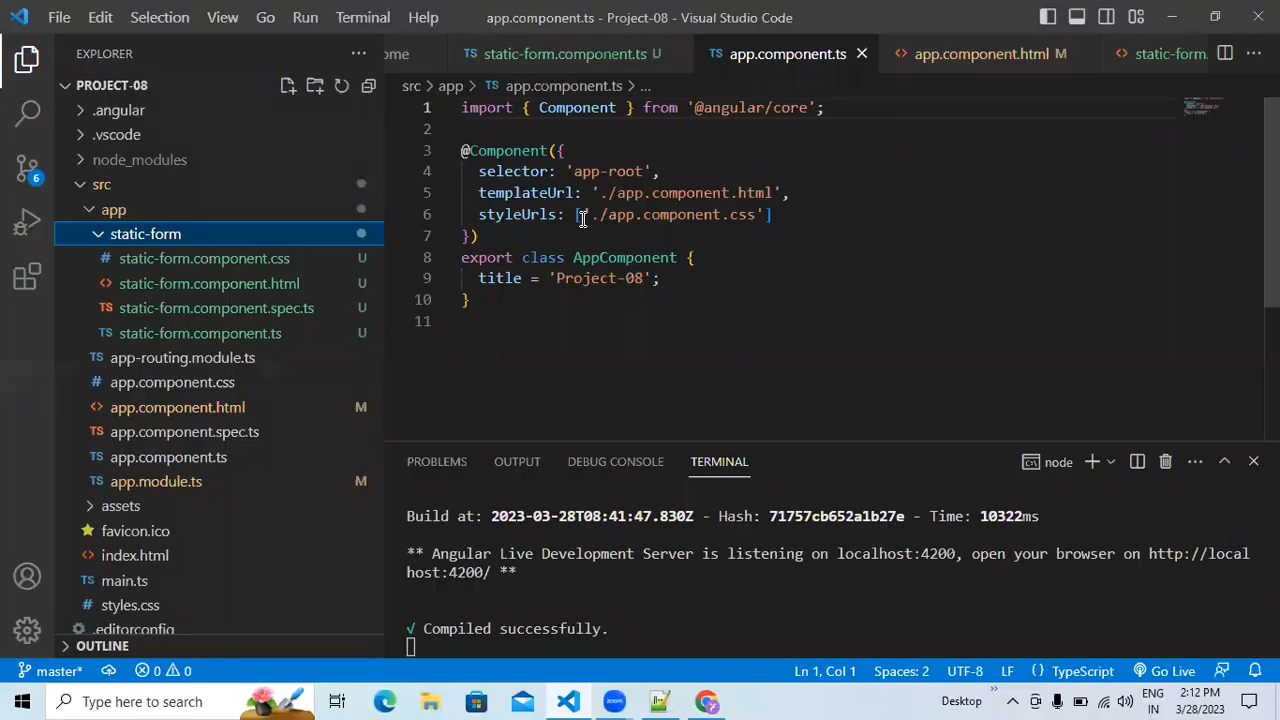 File Edit Selection View Go Run Terminal Help app.component.ts - Project-08 - Visual Studio Code
EXPLORER
PROJECT-08
.angular
.vscode
node_modules
src
app
static-form
static-form.component.css U
static-form.component.html U
static-form.component.spec.ts U
static-form.component.ts U
app-routing.module.ts
app.component.css
app.component.html M
app.component.spec.ts
app.component.ts
app.module.ts M
assets
favicon.ico
index.html
main.ts
styles.css
.editorconfig
OUTLINE
ome TS static-form.component.ts U TS app.component.ts app.component.html M static-form.
src > app > TS app.component.ts > ...
1 import { Component } from '@angular/core';
2
3 @Component({
4 selector: 'app-root',
5 templateUrl: './app.component.html',
6 styleUrls: ['./app.component.css']
7 })
8 export class AppComponent {
9 title = 'Project-08';
10 }
11
PROBLEMS OUTPUT DEBUG CONSOLE TERMINAL node
Build at: 2023-03-28T08:41:47.830Z - Hash: 71757cb652a1b27e - Time: 10322ms
** Angular Live Development Server is listening on localhost:4200, open your browser on http://local
host:4200/ **
√ Compiled successfully.
6
master* 0 0 Ln 1, Col 1 Spaces: 2 UTF-8 LF { } TypeScript Go Live
Type here to search zoom Desktop ENG IN 2:12 PM 3/28/2023